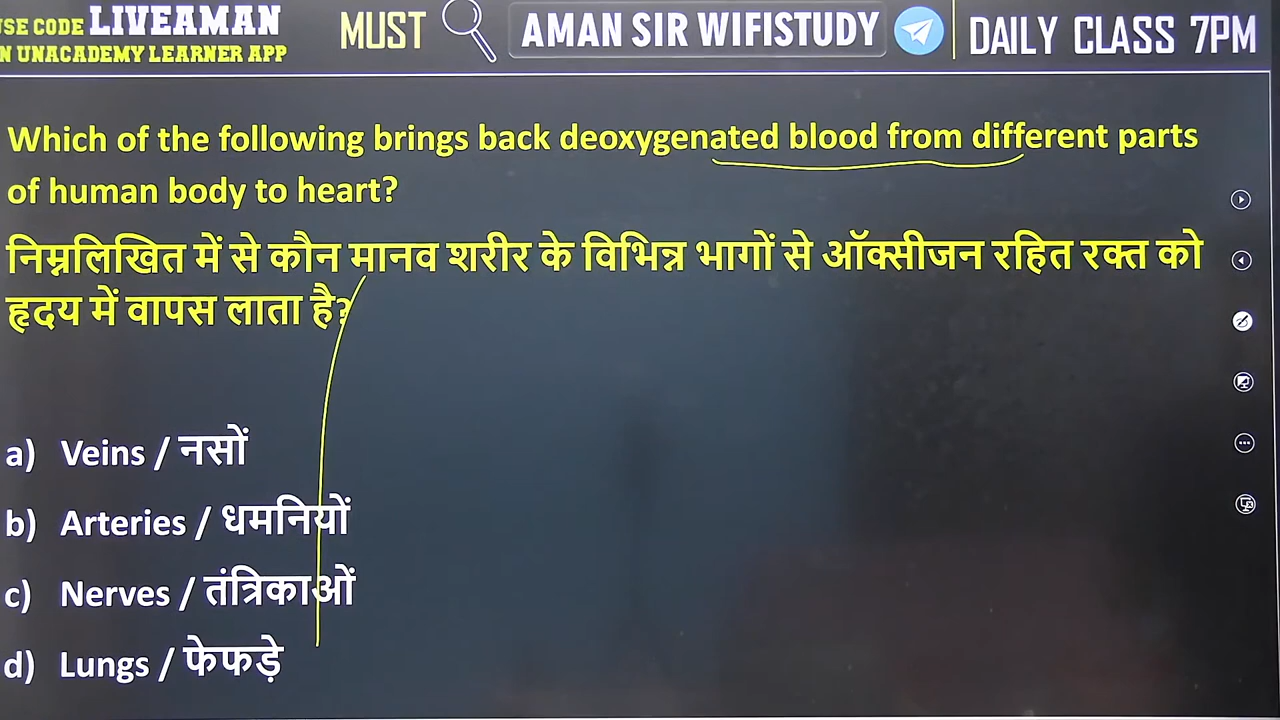 SE CODE LIVEAMAN
N UNACADEMY LEARNER APP
MUST
AMAN SIR WIFISTUDY
DAILY CLASS 7PM
Which of the following brings back deoxygenated blood from different parts
of human body to heart?
निम्नलिखित में से कौन मानव शरीर के विभिन्न भागों से ऑक्सीजन रहित रक्त को
हृदय में वापस लाता है?
a) Veins / नसों
b) Arteries / धमनियों
c) Nerves / तंत्रिकाओं
d) Lungs / फेफड़े